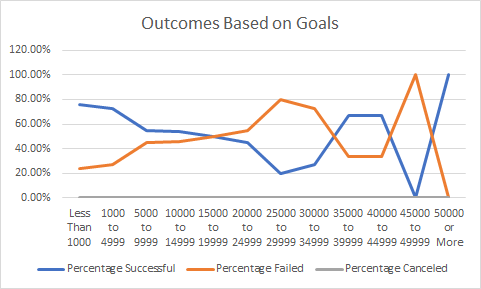 Outcomes Based on Goals
120.00%
100.00%
80.00%
60.00%
40.00%
20.00%
0.00%
Less Than 1000
1000 to 4999
5000 to 9999
10000 to 14999
15000 to 19999
20000 to 24999
25000 to 29999
30000 to 34999
35000 to 39999
40000 to 44999
45000 to 49999
50000 or More
Percentage Successful
Percentage Failed
Percentage Canceled